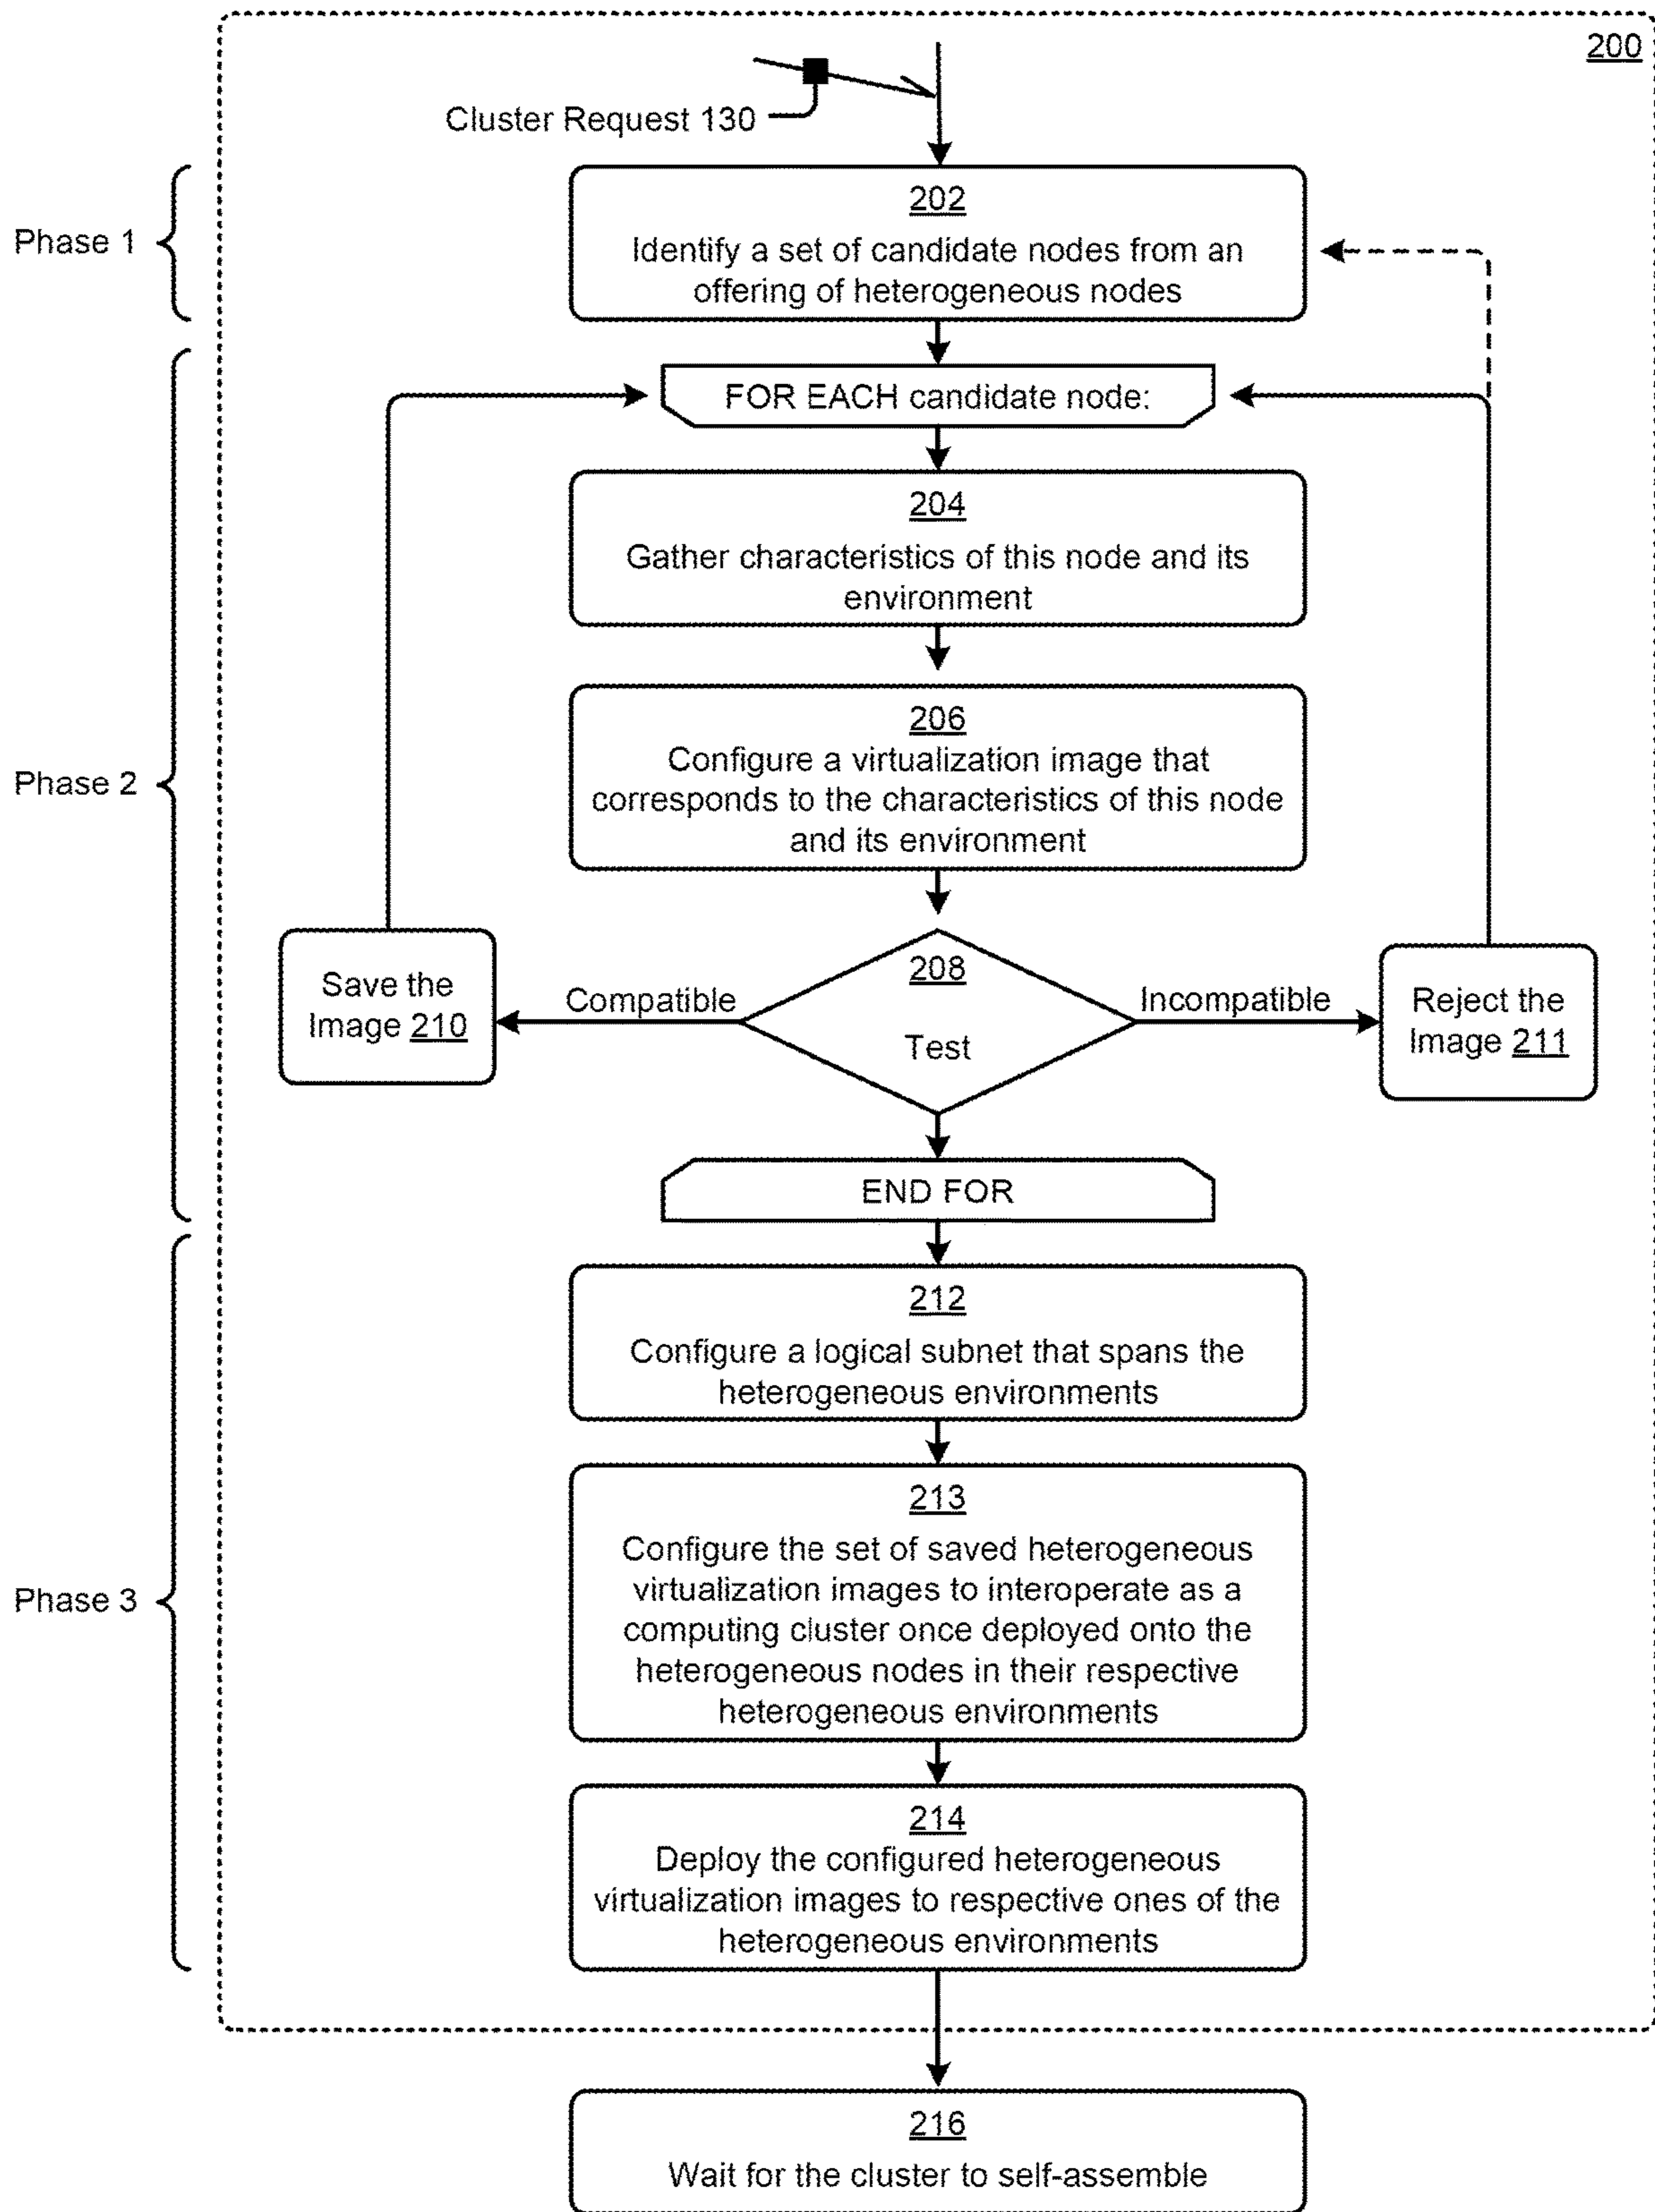 200
Cluster Request 130
Phase 1
202
Identify a set of candidate nodes from an
offering of heterogeneous nodes
FOR EACH candidate node:
204
Gather characteristics of this node and its
environment
Phase 2
206
Configure a virtualization image that
corresponds to the characteristics of this node
and its environment
Save the
Image 210
Compatible
208
Test
Incompatible
Reject the
Image 211
END FOR
212
Configure a logical subnet that spans the
heterogeneous environments
Phase 3
213
Configure the set of saved heterogeneous
virtualization images to interoperate as a
computing cluster once deployed onto the
heterogeneous nodes in their respective
heterogeneous environments
214
Deploy the configured heterogeneous
virtualization images to respective ones of the
heterogeneous environments
216
Wait for the cluster to self-assemble